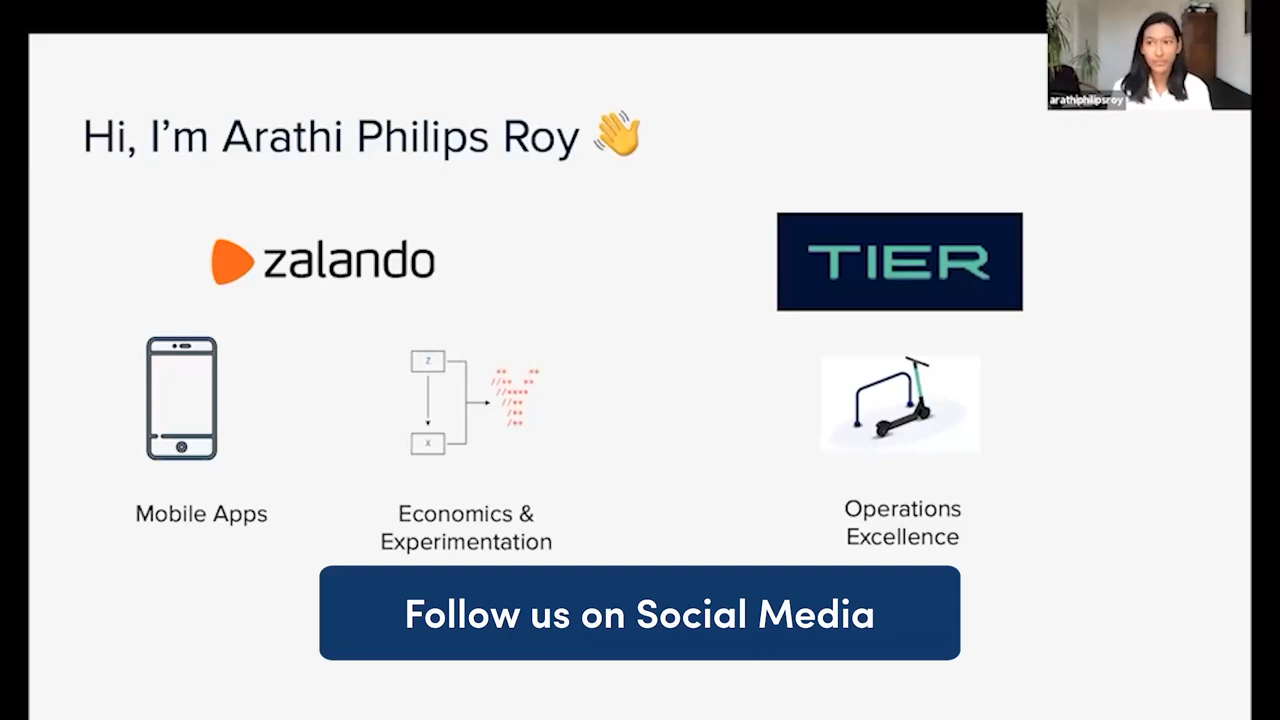 arathiphilipsroy
Hi, I'm Arathi Philips Roy 👋
zalando
TIER
Z
X
** **
//** **
//****
//**
/**
/**
Mobile Apps
Economics &
Experimentation
Operations
Excellence
Follow us on Social Media